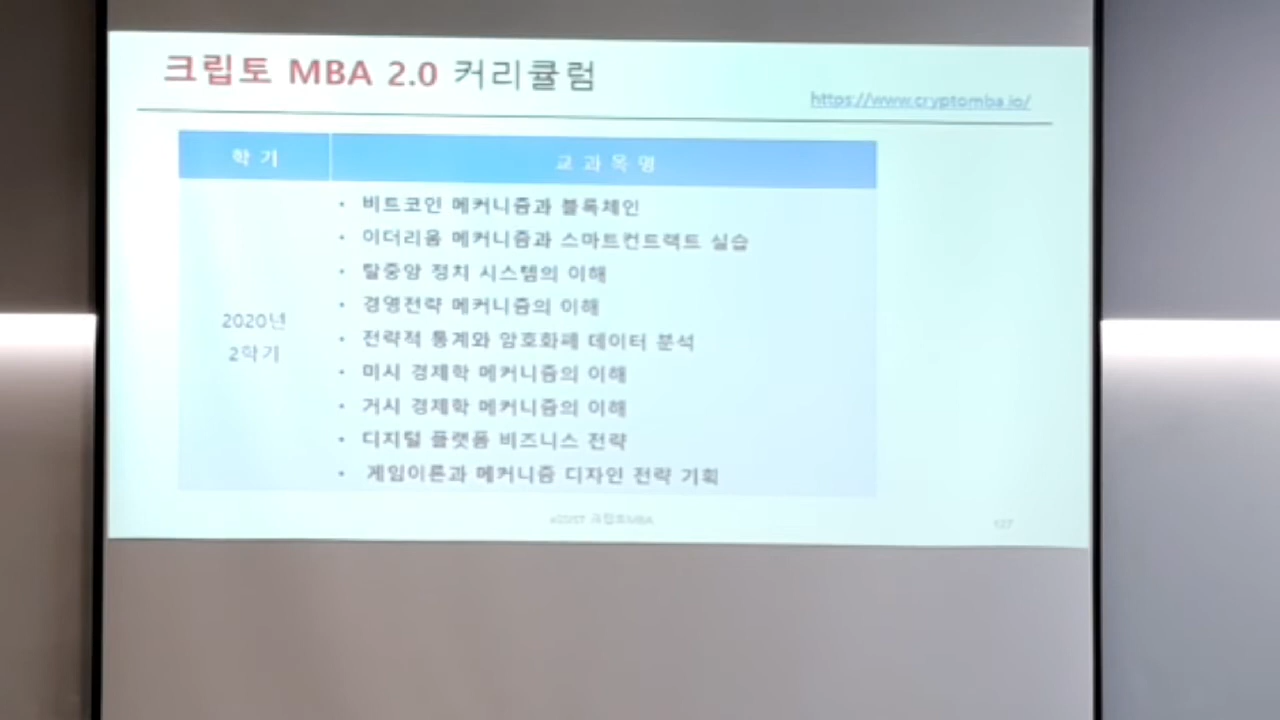 크립토 MBA 2.0 커리큘럼
https://www.cryptomba.io/
학 기
교 과 목 명
2020년
2학기
• 비트코인 메커니즘과 블록체인
• 이더리움 메커니즘과 스마트컨트랙트 실습
• 탈중앙 정치 시스템의 이해
• 경영전략 메커니즘의 이해
• 전략적 통계와 암호화폐 데이터 분석
• 미시 경제학 메커니즘의 이해
• 거시 경제학 메커니즘의 이해
• 디지털 플랫폼 비즈니스 전략
• 게임이론과 메커니즘 디자인 전략 기획
크립토MBA